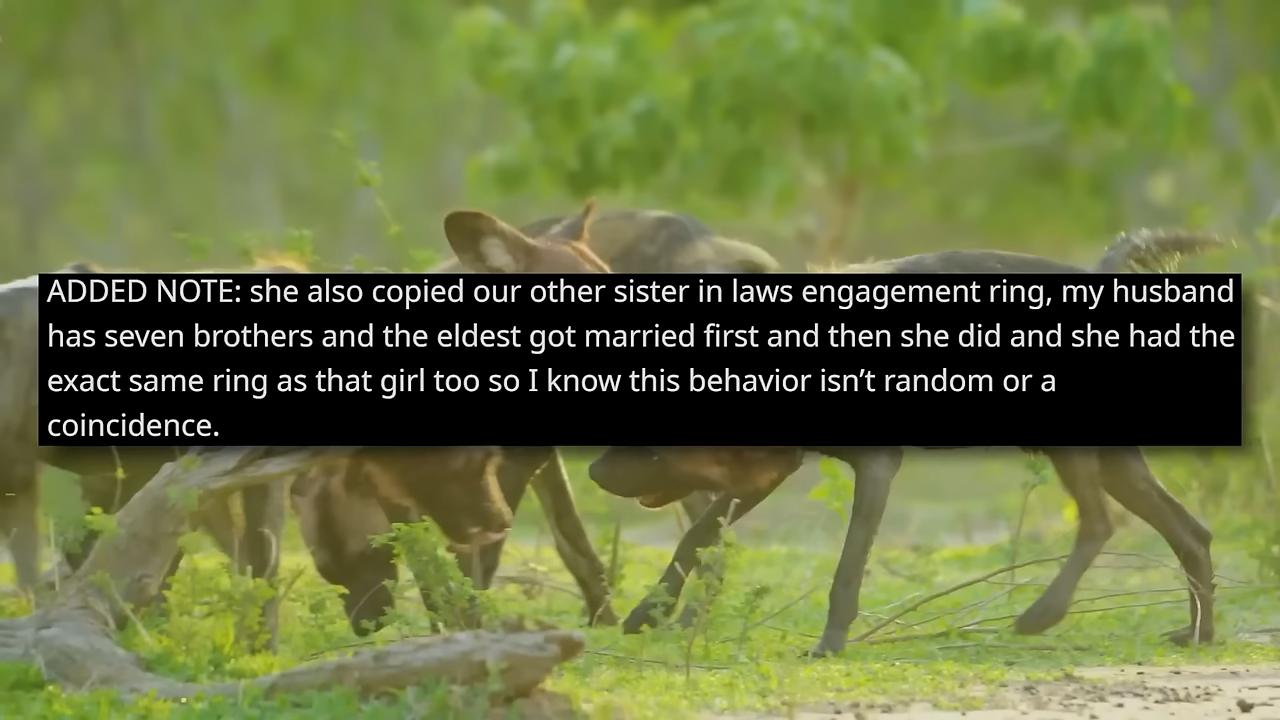 ADDED NOTE: she also copied our other sister in laws engagement ring, my husband
has seven brothers and the eldest got married first and then she did and she had the
exact same ring as that girl too so I know this behavior isn’t random or a
coincidence.